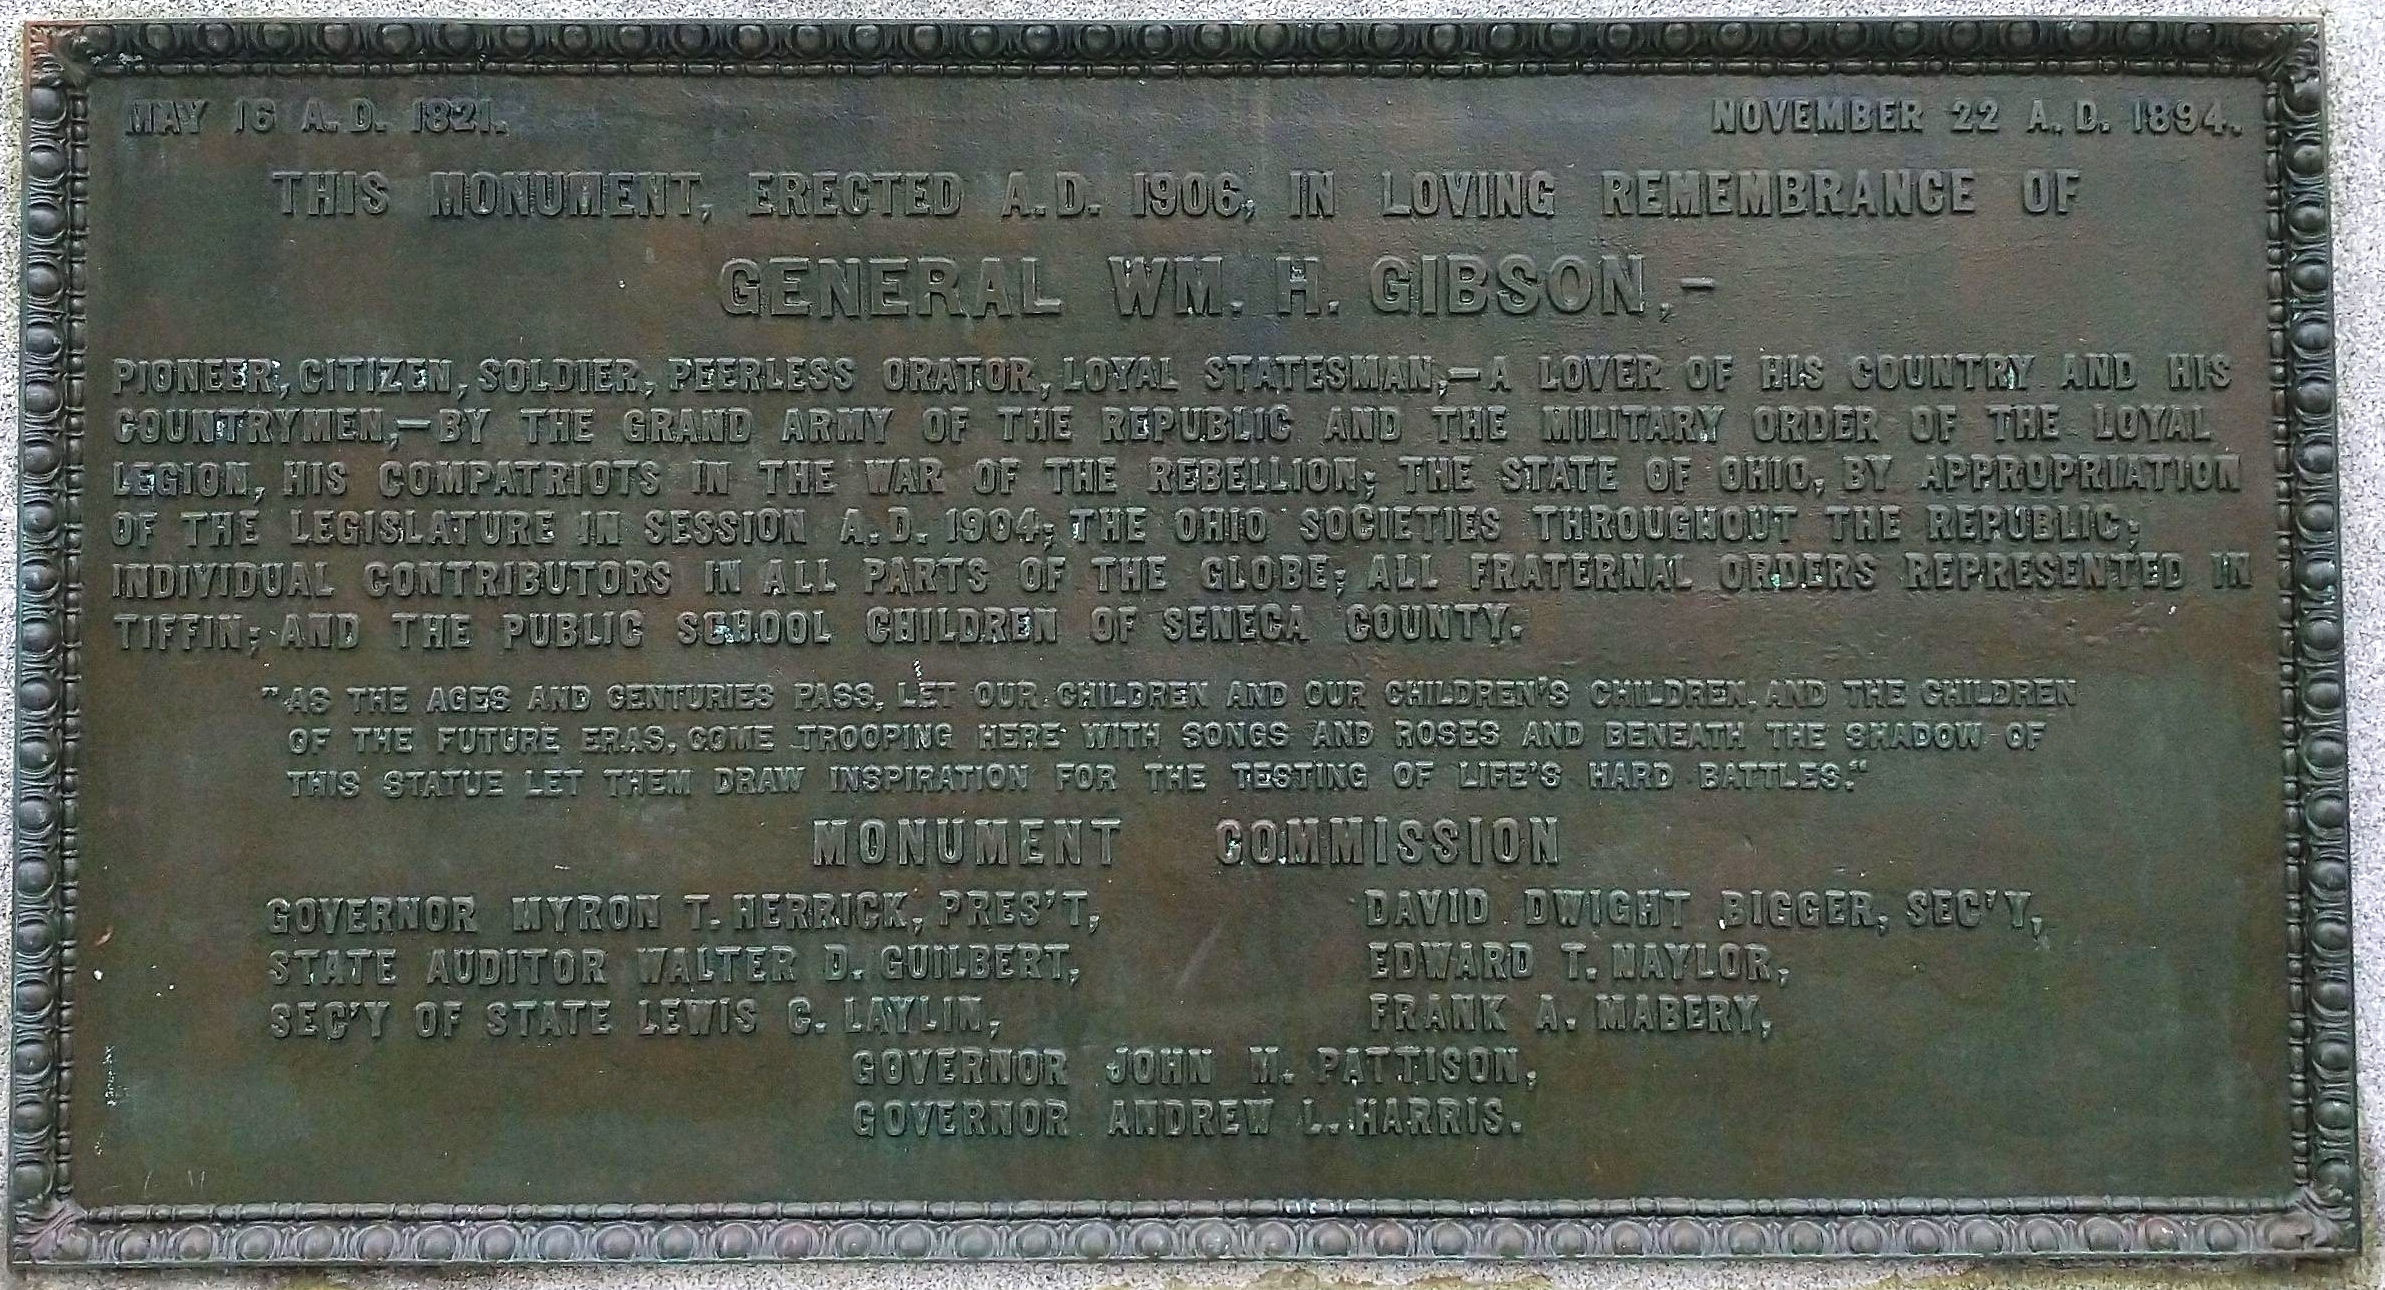 MAY 16 A.D. 1821. NOVEMBER 22 A.D. 1894.
THIS MONUMENT, ERECTED A.D. 1906, IN LOVING REMEMBRANCE OF
GENERAL WM. H. GIBSON,-
PIONEER, CITIZEN, SOLDIER, PEERLESS ORATOR, LOYAL STATESMAN,—A LOVER OF HIS COUNTRY AND HIS
COUNTRYMEN,—BY THE GRAND ARMY OF THE REPUBLIC AND THE MILITARY ORDER OF THE LOYAL
LEGION, HIS COMPATRIOTS IN THE WAR OF THE REBELLION; THE STATE OF OHIO, BY APPROPRIATION
OF THE LEGISLATURE IN SESSION A.D. 1904; THE OHIO SOCIETIES THROUGHOUT THE REPUBLIC;
INDIVIDUAL CONTRIBUTORS IN ALL PARTS OF THE GLOBE; ALL FRATERNAL ORDERS REPRESENTED IN
TIFFIN; AND THE PUBLIC SCHOOL CHILDREN OF SENECA COUNTY.
"AS THE AGES AND CENTURIES PASS, LET OUR CHILDREN AND OUR CHILDREN'S CHILDREN, AND THE CHILDREN
OF THE FUTURE ERAS, COME TROOPING HERE WITH SONGS AND ROSES AND BENEATH THE SHADOW OF
THIS STATUE LET THEM DRAW INSPIRATION FOR THE TESTING OF LIFE'S HARD BATTLES."
MONUMENT COMMISSION
GOVERNOR MYRON T. HERRICK, PRES'T, DAVID DWIGHT BIGGER, SEC'Y,
STATE AUDITOR WALTER D. GUILBERT, EDWARD T. NAYLOR,
SEC'Y OF STATE LEWIS C. LAYLIN, FRANK A. MABERY,
GOVERNOR JOHN M. PATTISON,
GOVERNOR ANDREW L. HARRIS.